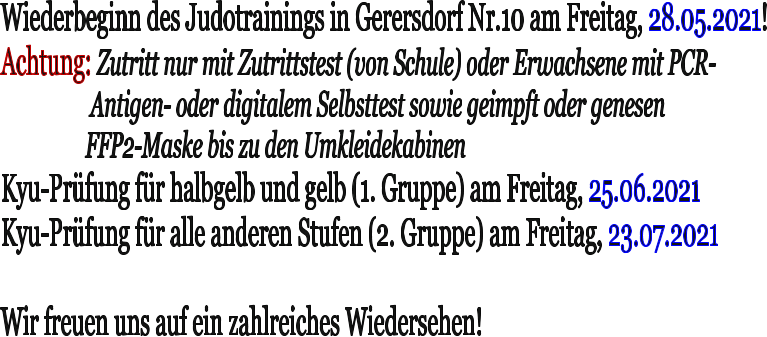 Wiederbeginn des Judotrainings in Gerersdorf Nr.10 am Freitag, 28.05.2021!
Achtung: Zutritt nur mit Zutrittstest (von Schule) oder Erwachsene mit PCR-
Antigen- oder digitalem Selbsttest sowie geimpft oder genesen
FFP2-Maske bis zu den Umkleidekabinen
Kyu-Prüfung für halbgelb und gelb (1. Gruppe) am Freitag, 25.06.2021
Kyu-Prüfung für alle anderen Stufen (2. Gruppe) am Freitag, 23.07.2021
Wir freuen uns auf ein zahlreiches Wiedersehen!